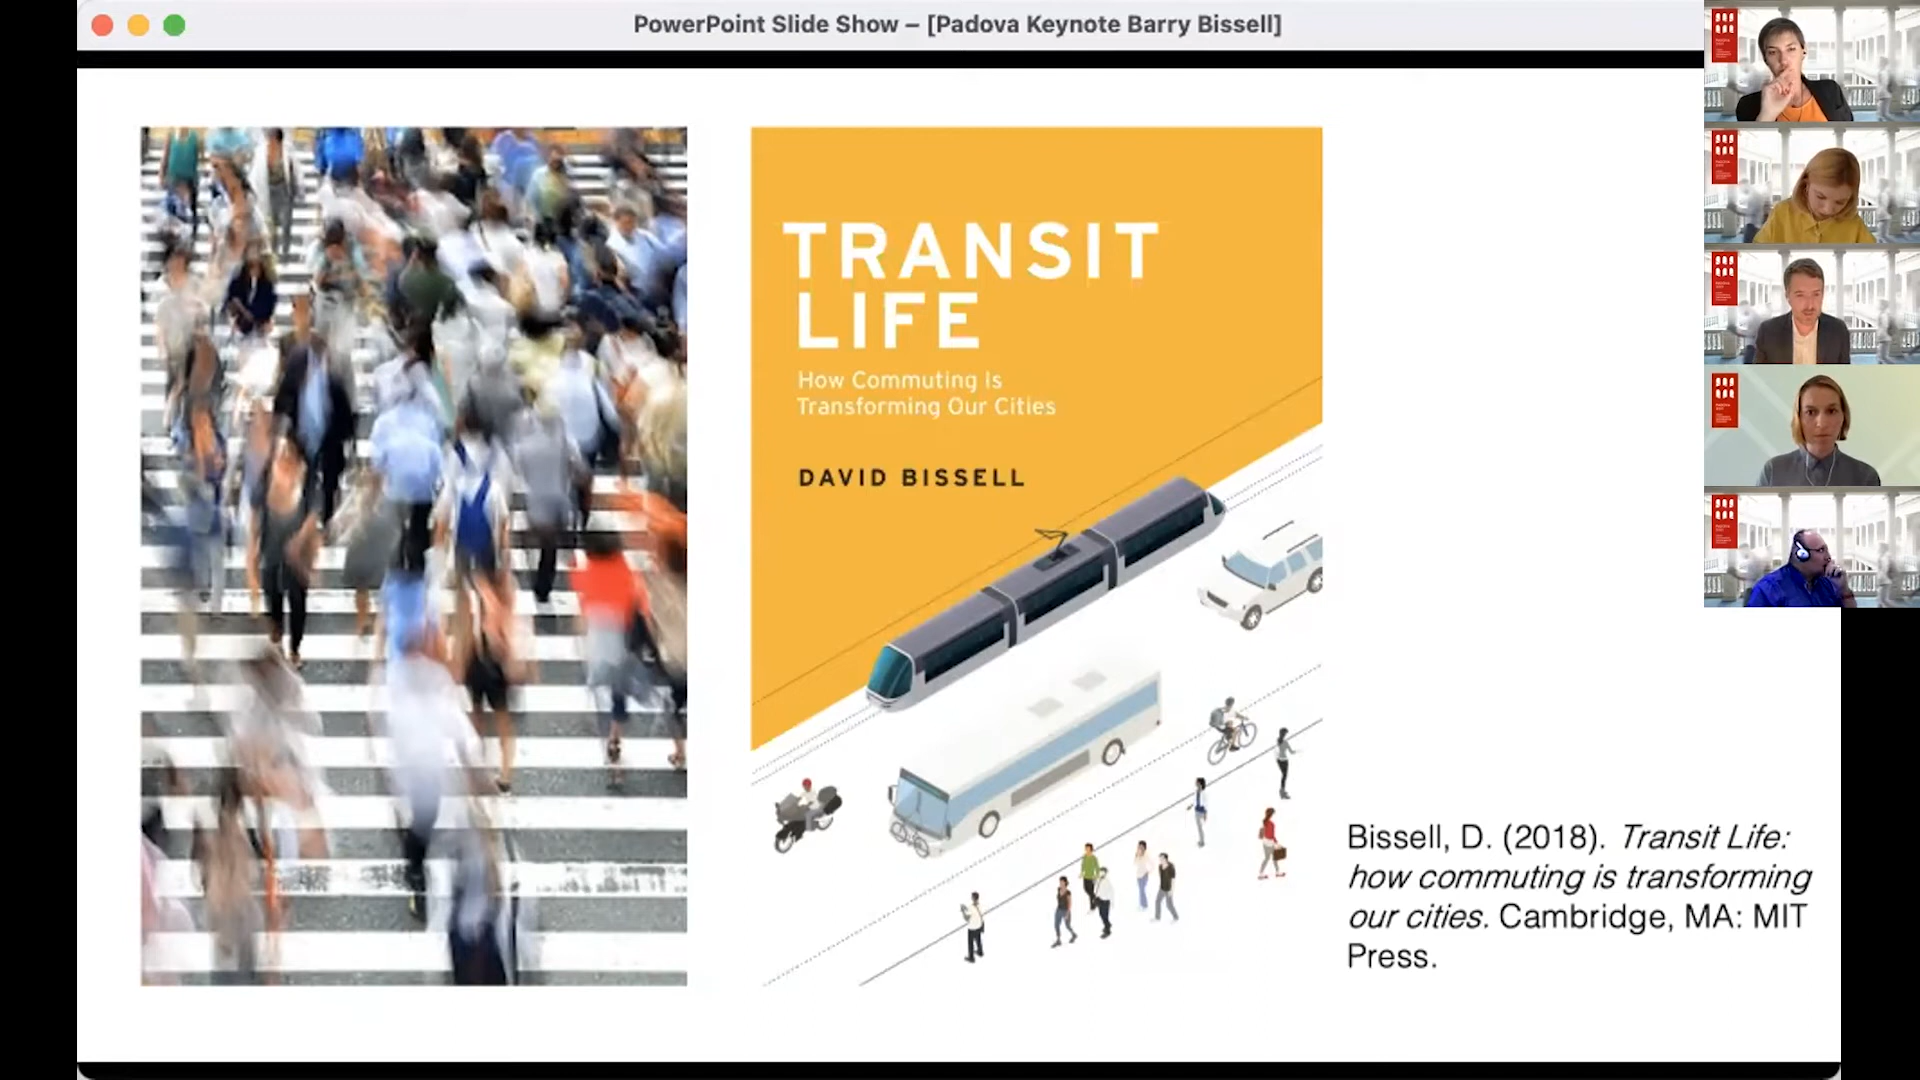 PowerPoint Slide Show – [Padova Keynote Barry Bissell]
TRANSIT
LIFE
How Commuting Is
Transforming Our Cities
DAVID BISSELL
Bissell, D. (2018). Transit Life:
how commuting is transforming
our cities. Cambridge, MA: MIT
Press.